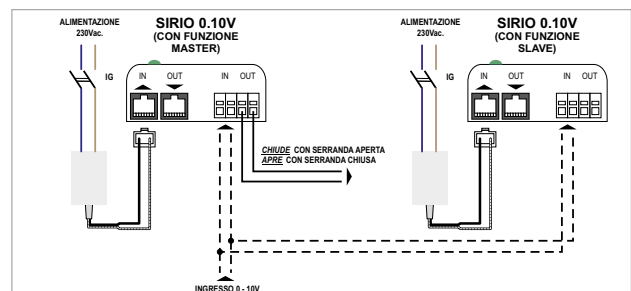 ALIMENTAZIONE
230Vac.
SIRIO 0.10V
(CON FUNZIONE
MASTER)
IG
IN
OUT
IN
OUT
CHIUDE CON SERRANDA APERTA
APRE CON SERRANDA CHIUSA
ALIMENTAZIONE
230Vac.
SIRIO 0.10V
(CON FUNZIONE
SLAVE)
IG
IN
OUT
IN
OUT
INGRESSO 0 - 10V